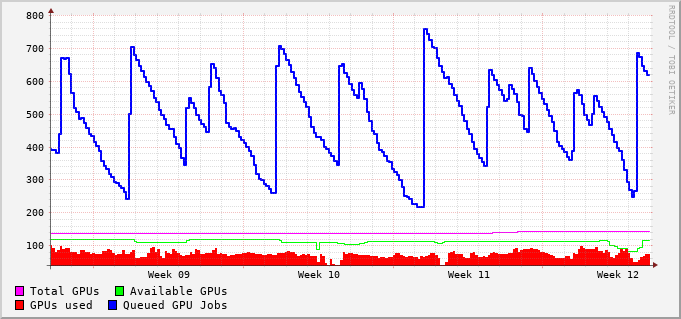 800
700
600
500
400
300
200
100
Week 09 Week 10 Week 11 Week 12
Total GPUs Available GPUs
GPUs used Queued GPU Jobs
RRDTOOL / TOBI OETIKER